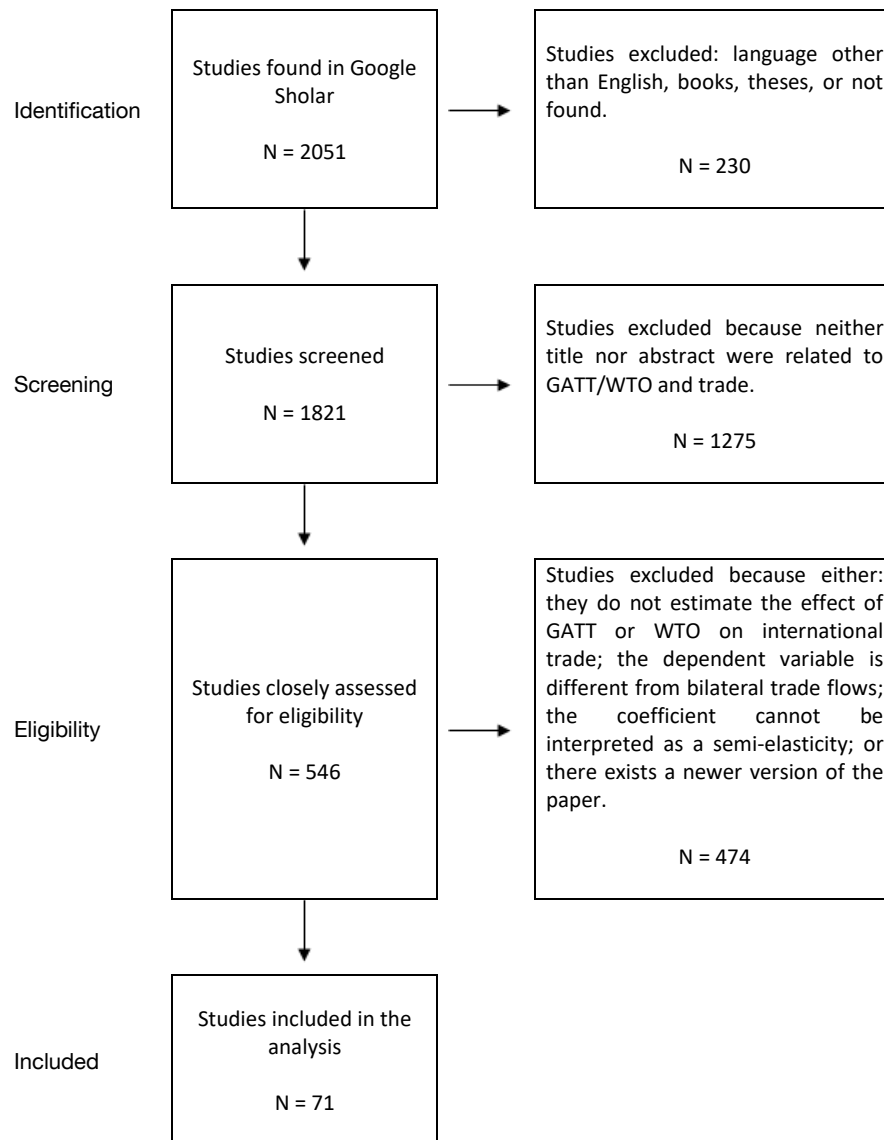 Identification
Studies found in Google
Sholar
N = 2051
Studies excluded: language other
than English, books, theses, or not
found.
N = 230
Screening
Studies screened
N = 1821
Studies excluded because neither
title nor abstract were related to
GATT/WTO and trade.
N = 1275
Eligibility
Studies closely assessed
for eligibility
N = 546
Studies excluded because either:
they do not estimate the effect of
GATT or WTO on international
trade; the dependent variable is
different from bilateral trade flows;
the coefficient cannot be
interpreted as a semi-elasticity; or
there exists a newer version of the
paper.
N = 474
Included
Studies included in the
analysis
N = 71